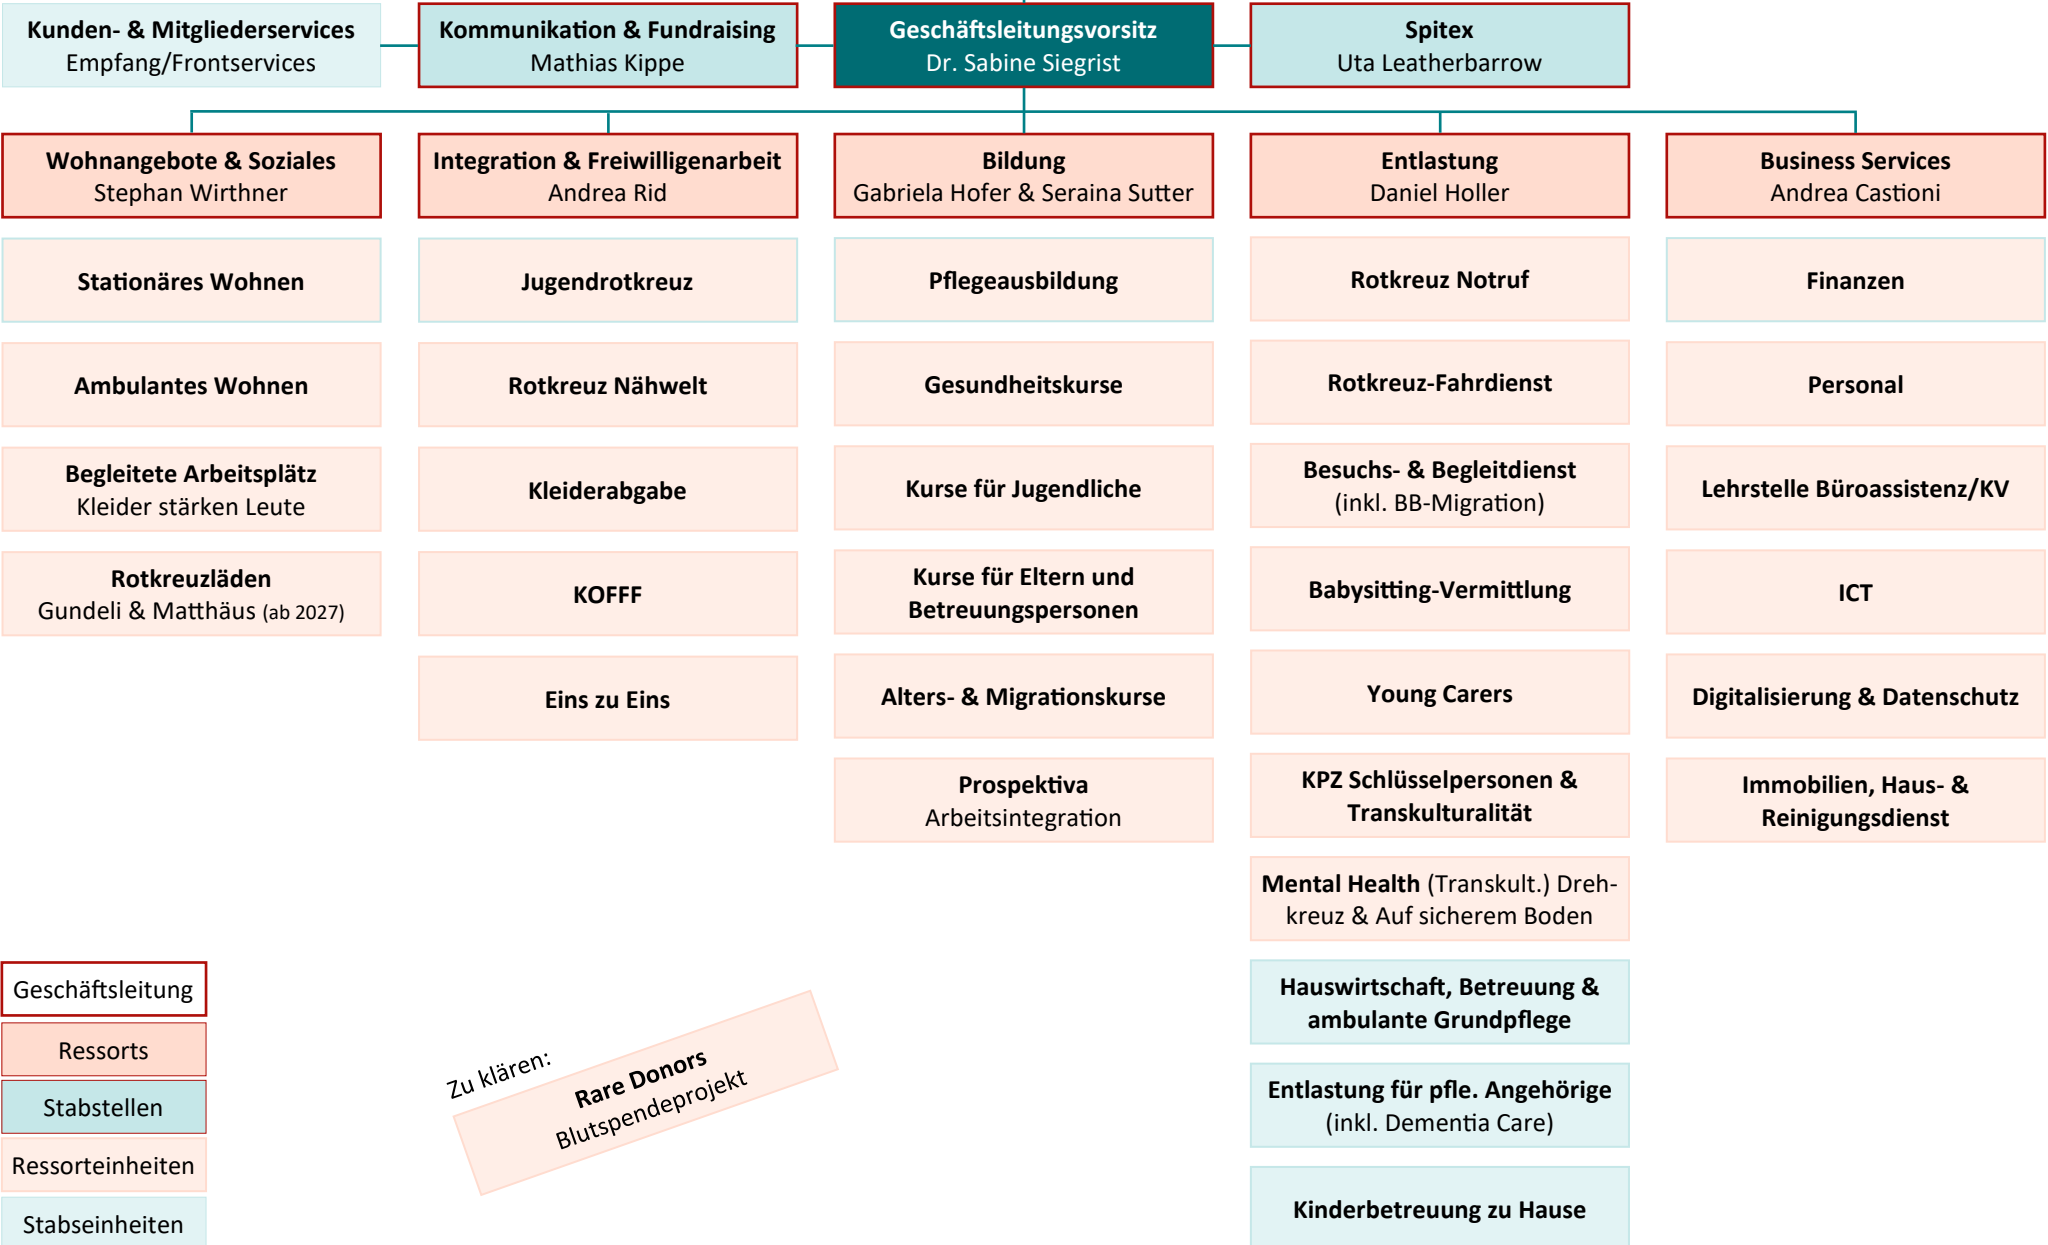 Kunden- & Mitgliederservices
Empfang/Frontservices
Kommunikation & Fundraising
Mathias Kippe
Geschäftsleitungsvorsitz
Dr. Sabine Siegrist
Spitex
Uta Leatherbarrow
Wohnangebote & Soziales
Stephan Wirthner
Stationäres Wohnen
Ambulantes Wohnen
Begleitete Arbeitsplätz
Kleider stärken Leute
Rotkreuzläden
Gundeli & Matthäus (ab 2027)
Integration & Freiwilligenarbeit
Andrea Rid
Jugendrotkreuz
Rotkreuz Nähwelt
Kleiderabgabe
KOFFF
Eins zu Eins
Bildung
Gabriela Hofer & Seraina Sutter
Pflegeausbildung
Gesundheitskurse
Kurse für Jugendliche
Kurse für Eltern und
Betreuungspersonen
Alters- & Migrationskurse
Prospektiva
Arbeitsintegration
Entlastung
Daniel Holler
Rotkreuz Notruf
Rotkreuz-Fahrdienst
Besuchs- & Begleitdienst
(inkl. BB-Migration)
Babysitting-Vermittlung
Young Carers
KPZ Schlüsselpersonen &
Transkulturalität
Mental Health (Transkult.) Dreh-
kreuz & Auf sicherem Boden
Hauswirtschaft, Betreuung &
ambulante Grundpflege
Entlastung für pfle. Angehörige
(inkl. Dementia Care)
Kinderbetreuung zu Hause
Business Services
Andrea Castioni
Finanzen
Personal
Lehrstelle Büroassistenz/KV
ICT
Digitalisierung & Datenschutz
Immobilien, Haus- &
Reinigungsdienst
Geschäftsleitung
Ressorts
Stabstellen
Ressorteinheiten
Stabseinheiten
Zu klären:
Rare Donors
Blutspendeprojekt